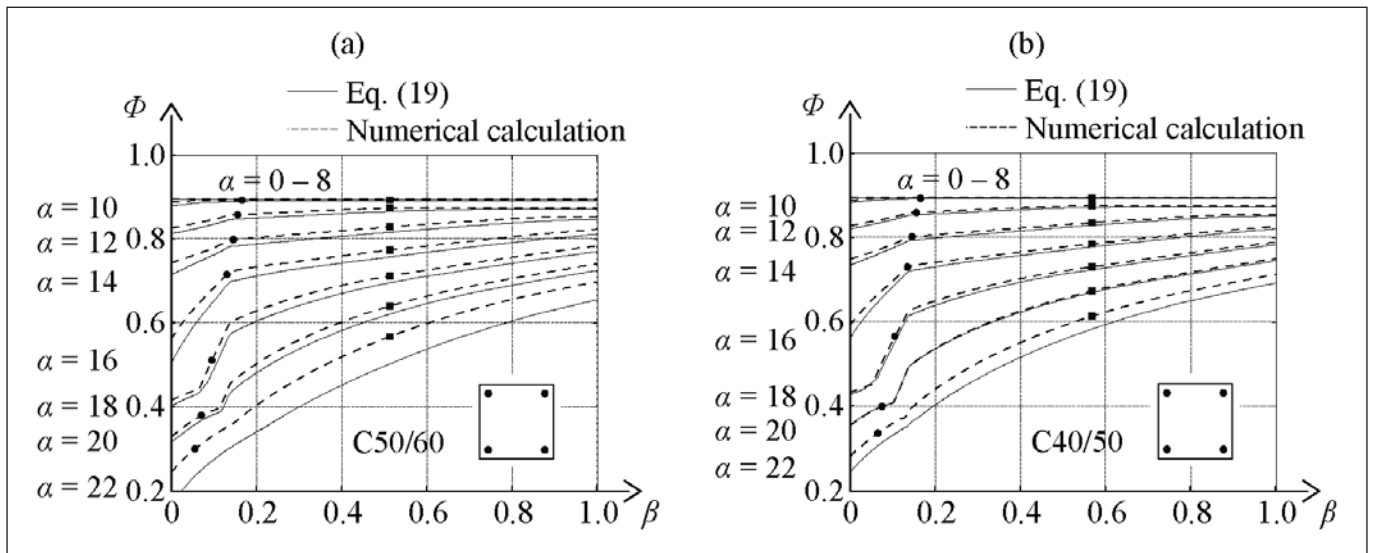 (a)
Eq. (19)
Numerical calculation
Φ
1.0
α = 0 – 8
α = 10
0.8
α = 12
α = 14
0.6
α = 16
α = 18
0.4
α = 20
C50/60
α = 22
0.2
0
0.2
0.4
0.6
0.8
1.0
β
(b)
Eq. (19)
Numerical calculation
Φ
1.0
α = 0 – 8
α = 10
α = 12
0.8
α = 14
0.6
α = 16
α = 18
0.4
α = 20
C40/50
α = 22
0.2
0
0.2
0.4
0.6
0.8
1.0
β